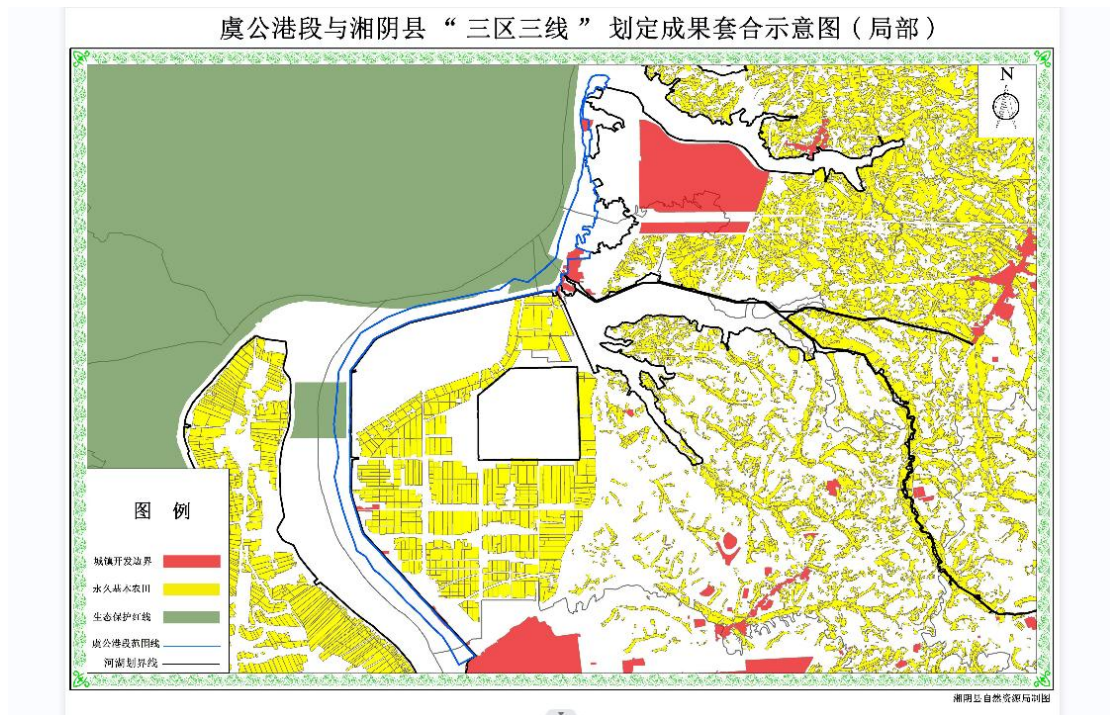 虞公港段与湘阴县“三区三线”划定成果套合示意图（局部）
N
图 例
城镇开发边界
永久基本农田
生态保护红线
虞公港段范围线
河湖划界线
湘阴县自然资源局制图